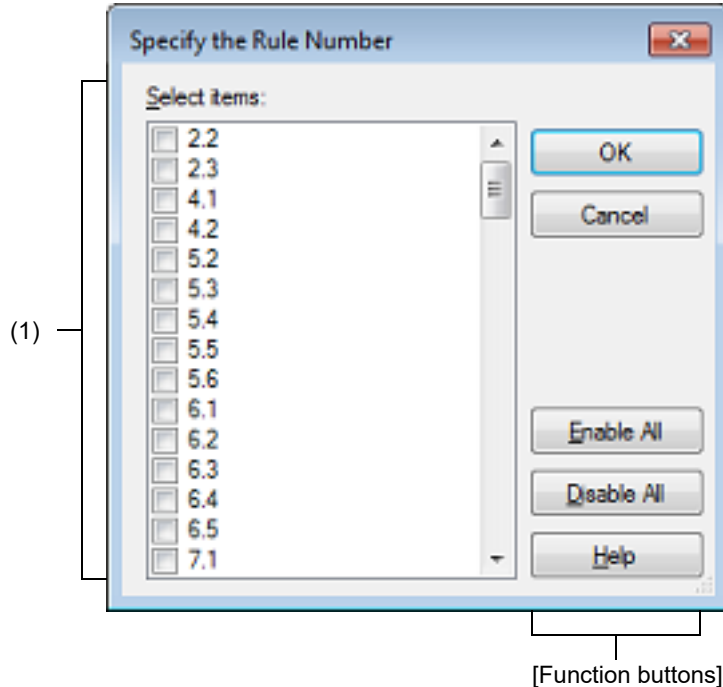 Specify the Rule Number
Select items:
2.2
2.3
4.1
4.2
5.2
5.3
5.4
5.5
5.6
6.1
6.2
6.3
6.4
6.5
7.1
OK
Cancel
Enable All
Disable All
Help
(1)
[Function buttons]